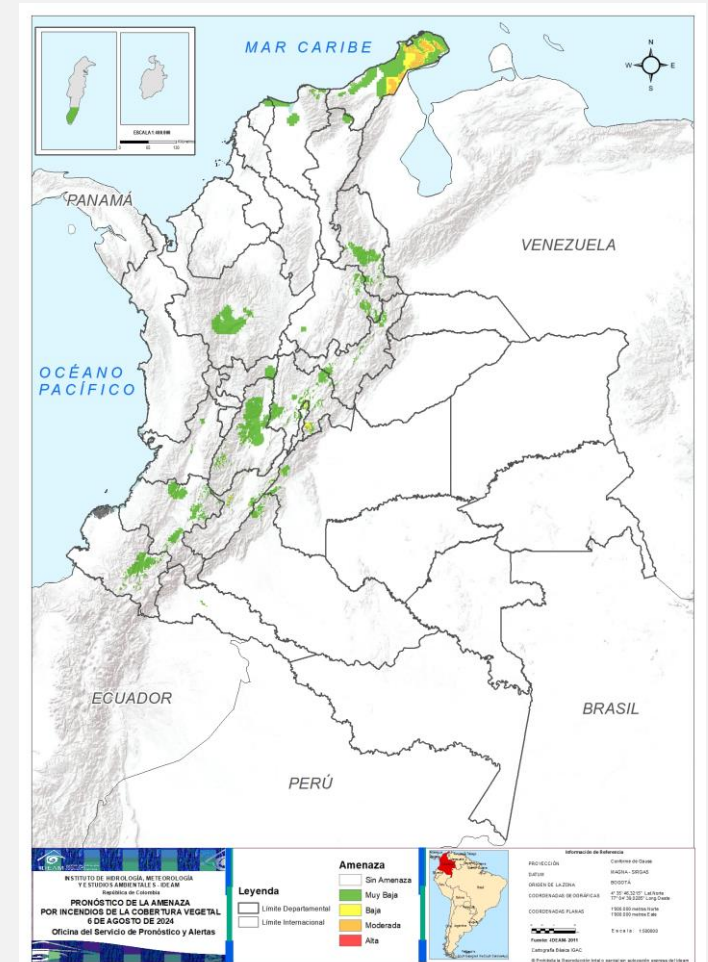 MAR CARIBE
N
W
E
S
PANAMÁ
VENEZUELA
OCÉANO
PACÍFICO
ECUADOR
BRASIL
PERÚ
INSTITUTO DE HIDROLOGÍA, METEOROLOGÍA
Y ESTUDIOS AMBIENTALES - IDEAM
República de Colombia
PRONÓSTICO DE LA AMENAZA
POR INCENDIOS DE LA COBERTURA VEGETAL
6 DE AGOSTO DE 2024
Oficina del Servicio de Pronóstico y Alertas
Leyenda
Límite Departamental
Límite Internacional
Amenaza
Sin Amenaza
Muy Baja
Baja
Moderada
Alta
Información de Referencia
PROYECCIÓN
Conforme de Gauss
DATUM
MAGNA - SIRGAS
ORIGEN DE LA ZONA
BOGOTÁ
COORDENADAS GEOGRÁFICAS
COORDENADAS PLANAS
Cartografía Básica: IGAC